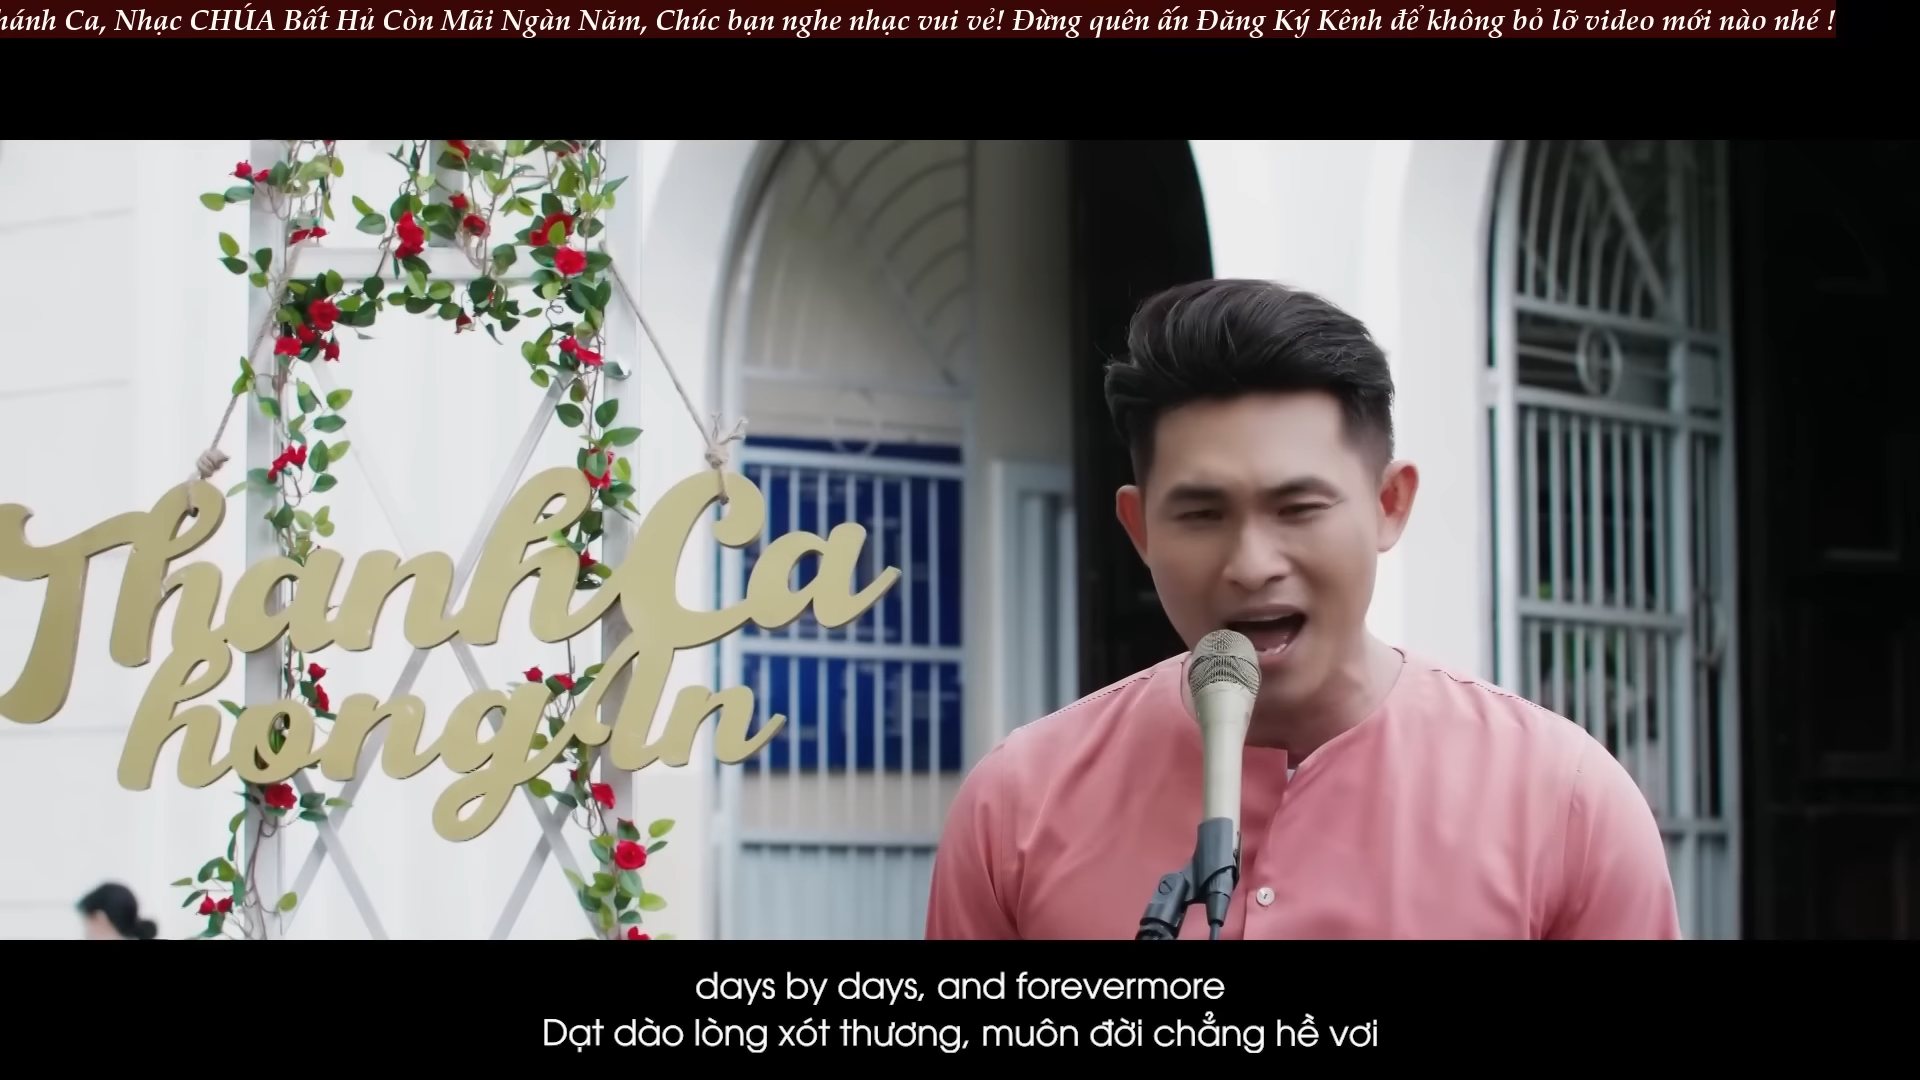 hánh Ca, Nhạc CHÚA Bất Hủ Còn Mãi Ngàn Năm, Chúc bạn nghe nhạc vui vẻ! Đừng quên ấn Đăng Ký Kênh để không bỏ lỡ video mới nào nhé !
Thanh Ca
hong An
days by days, and forevermore
Dạt dào lòng xót thương, muôn đời chẳng hề vơi